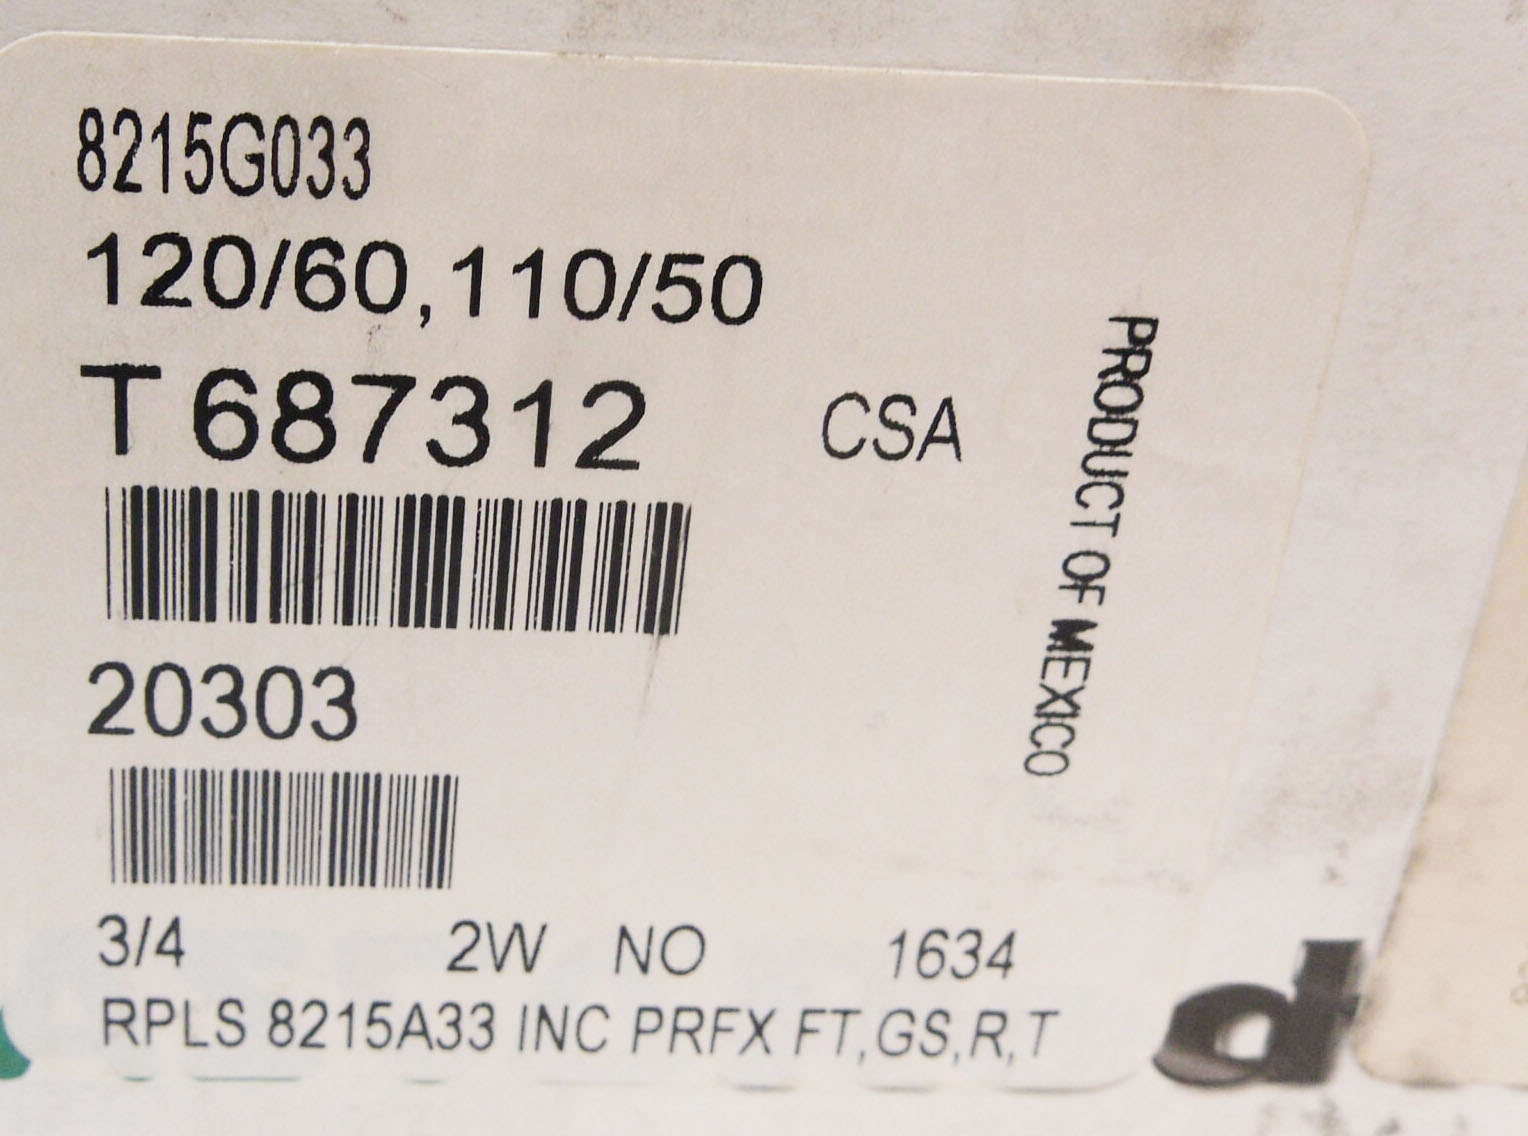 8215G033
120/60,110/50
T 687312
CSA
PRODUCT OF MEXICO
20303
3/4 2W NO 1634
RPLS 8215A33 INC PRFX FT,GS,R,T